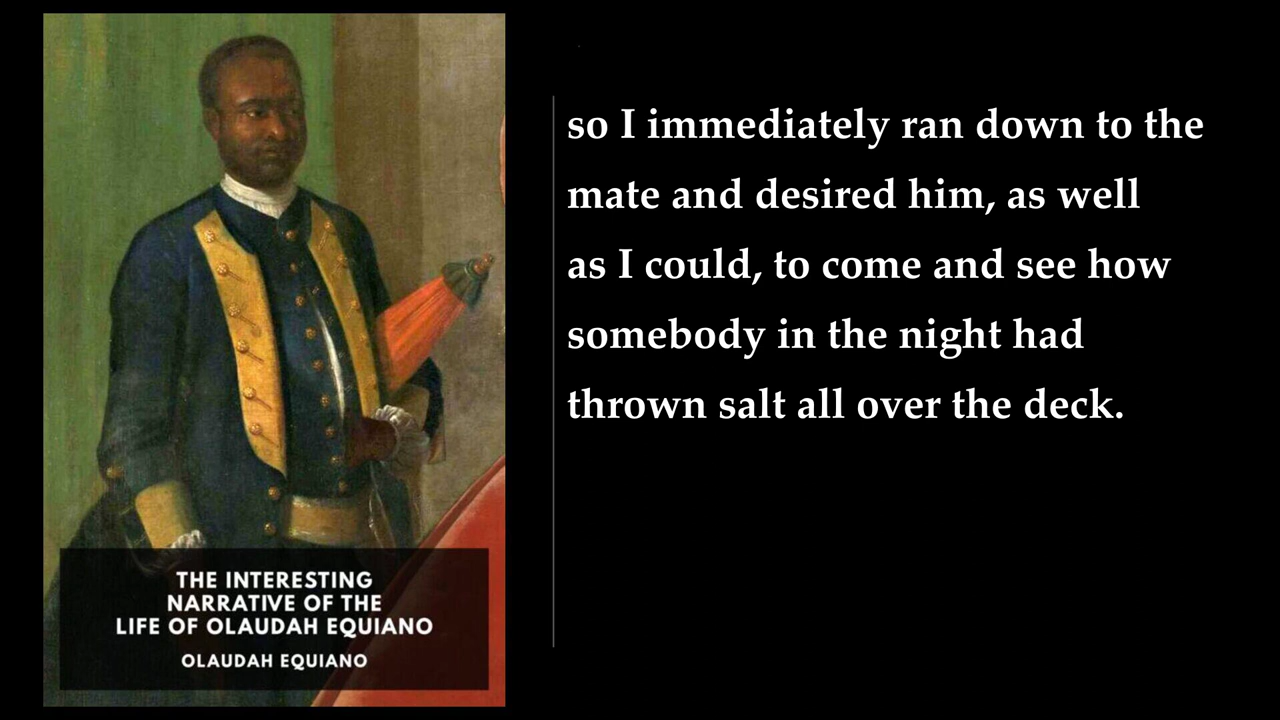 so I immediately ran down to the
mate and desired him, as well
as I could, to come and see how
somebody in the night had
thrown salt all over the deck.
THE INTERESTING
NARRATIVE OF THE
LIFE OF OLAUDAH EQUIANO
OLAUDAH EQUIANO